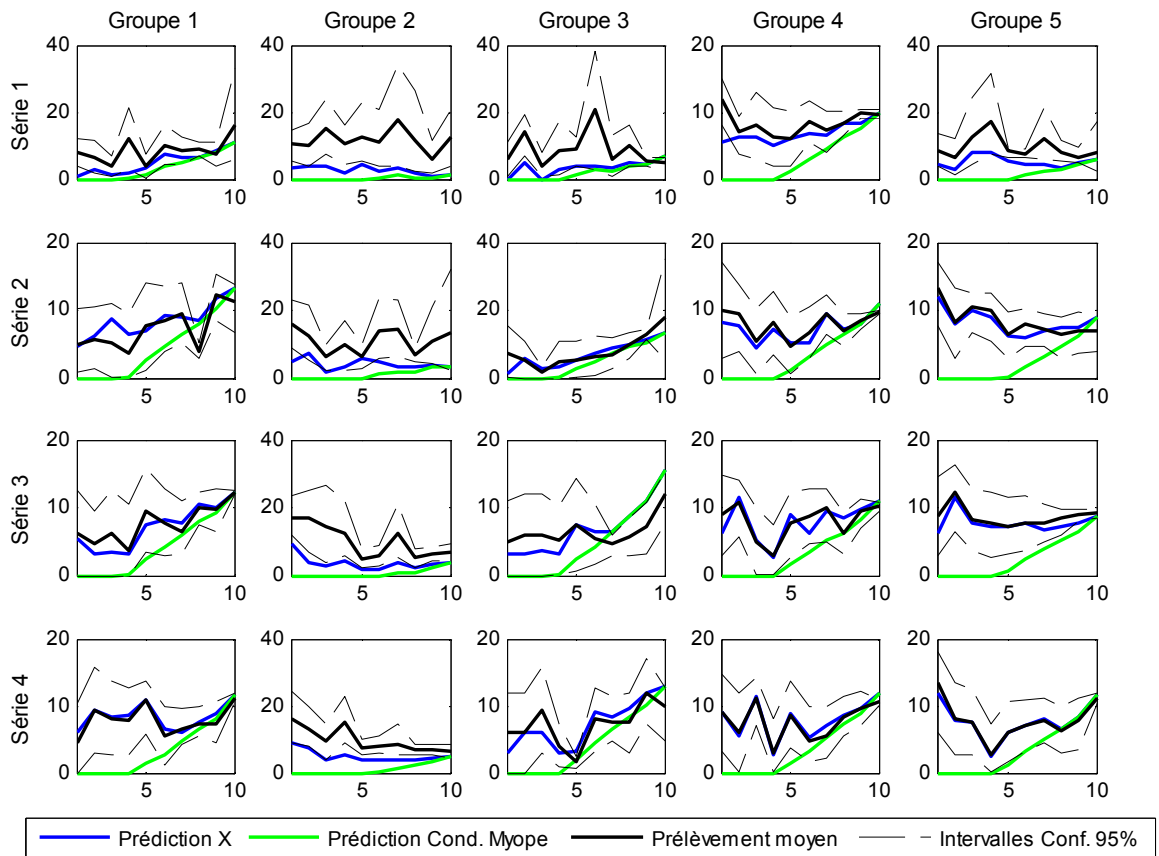 Groupe 1 Groupe 2 Groupe 3 Groupe 4 Groupe 5
Série 1
40 40 40 20 40
20 20 20 10 20
0 0 0 0 0
5 10 5 10 5 10 5 10 5 10
Série 2
20 40 40 20 20
10 20 20 10 10
0 0 0 0 0
5 10 5 10 5 10 5 10 5 10
Série 3
20 40 20 20 20
10 20 10 10 10
0 0 0 0 0
5 10 5 10 5 10 5 10 5 10
Série 4
20 40 20 20 20
10 20 10 10 10
0 0 0 0 0
5 10 5 10 5 10 5 10 5 10
Prédiction X Prédiction Cond. Myope Prélèvement moyen Intervalles Conf. 95%